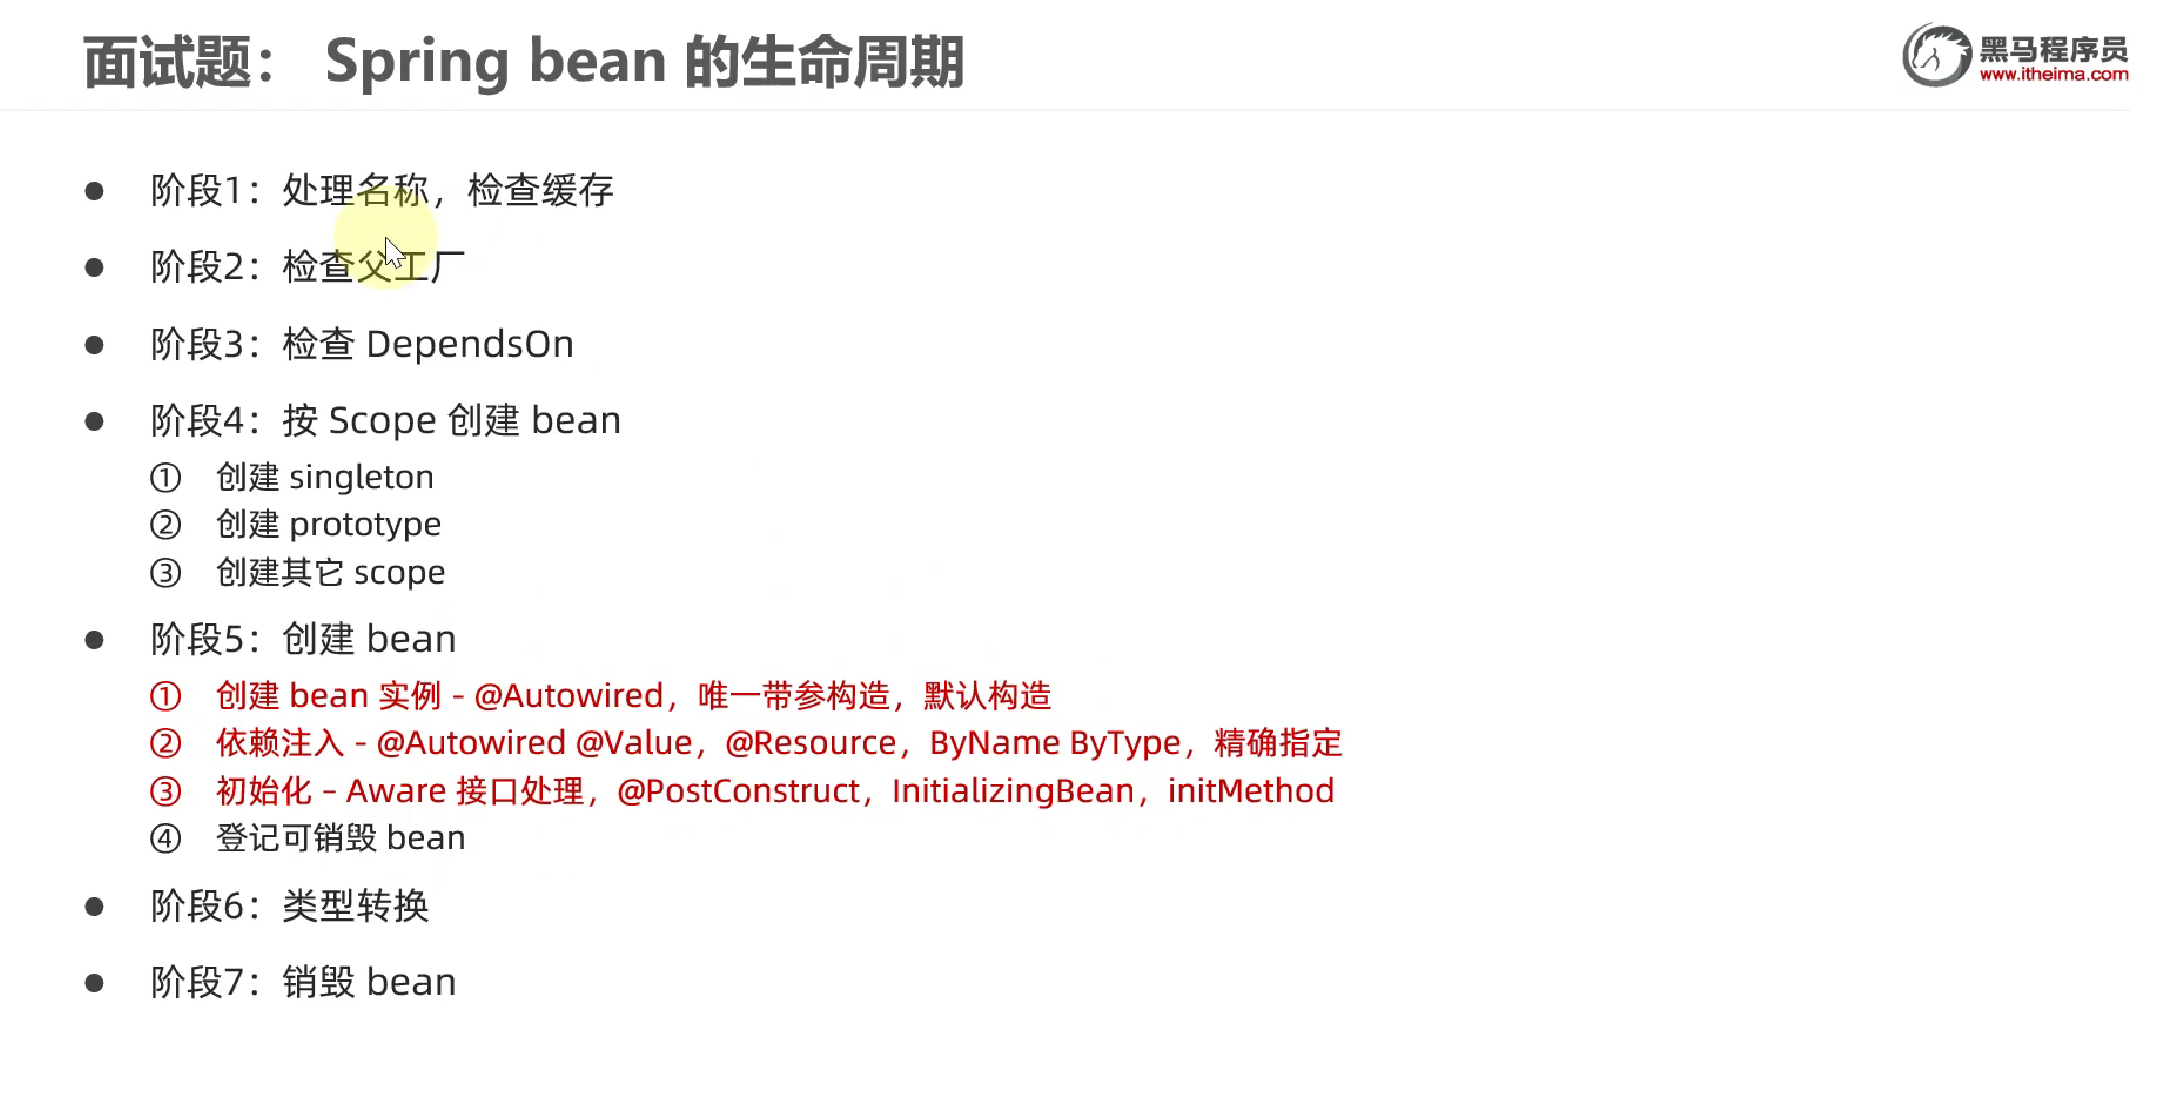 面试题： Spring bean 的生命周期
黑马程序员
www.itheima.com
● 阶段1：处理名称，检查缓存
● 阶段2：检查父工厂
● 阶段3：检查 DependsOn
● 阶段4：按 Scope 创建 bean
① 创建 singleton
② 创建 prototype
③ 创建其它 scope
● 阶段5：创建 bean
① 创建 bean 实例 - @Autowired，唯一带参构造，默认构造
② 依赖注入 - @Autowired @Value，@Resource，ByName ByType，精确指定
③ 初始化 – Aware 接口处理，@PostConstruct，InitializingBean，initMethod
④ 登记可销毁 bean
● 阶段6：类型转换
● 阶段7：销毁 bean